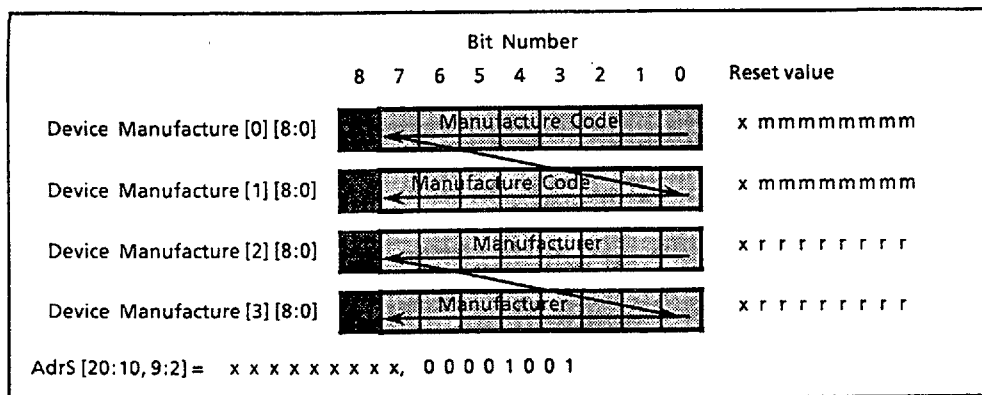 Bit Number
8 7 6 5 4 3 2 1 0 Reset value
Device Manufacture [0] [8:0] Manufacture Code x m m m m m m m m
Device Manufacture [1] [8:0] Manufacture Code x m m m m m m m m
Device Manufacture [2] [8:0] Manufacturer x r r r r r r r r
Device Manufacture [3] [8:0] Manufacturer x r r r r r r r r
AdrS [20:10, 9:2] = x x x x x x x x x, 0 0 0 0 1 0 0 1